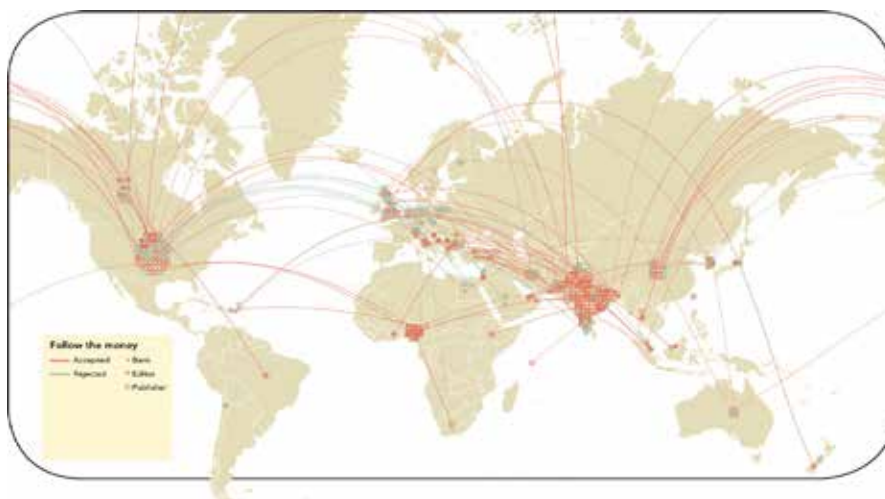 Follow the money
Accepted
Bank
Rejected
Editor
Publisher